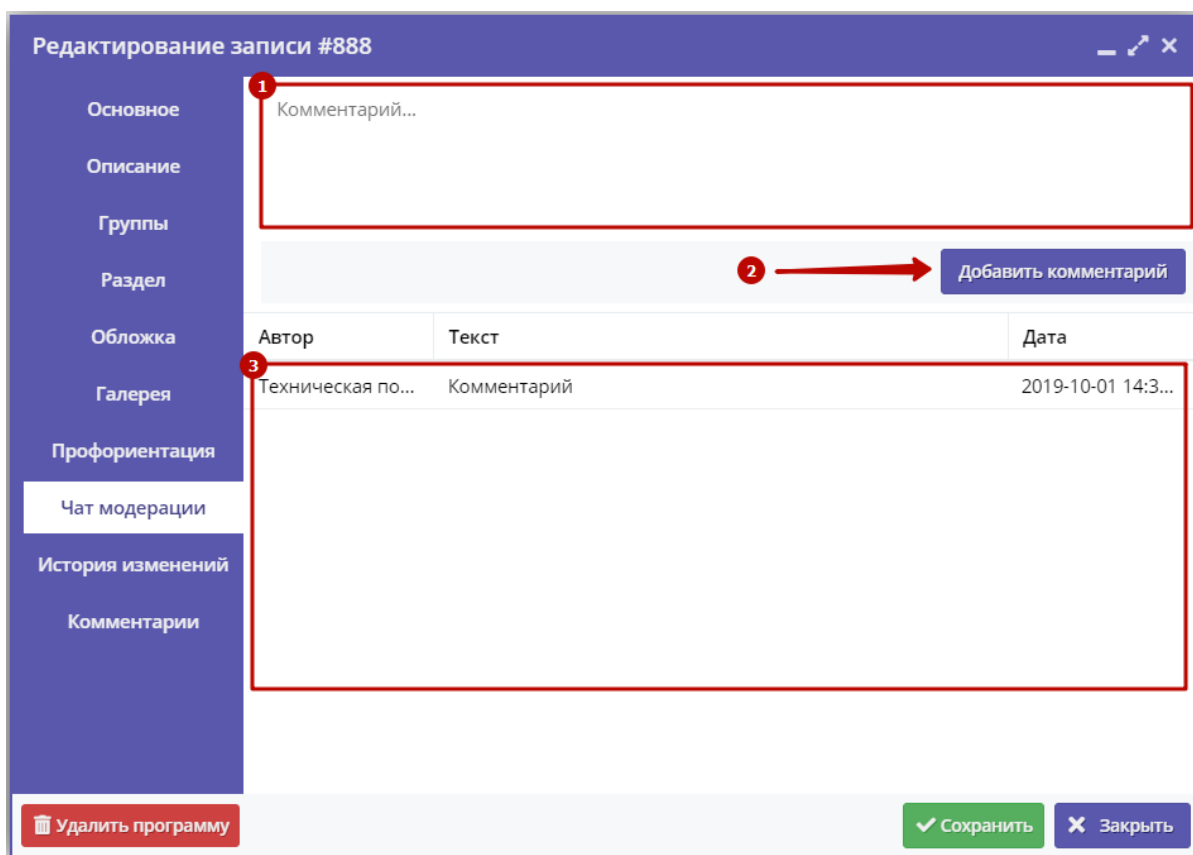 Редактирование записи #888
Основное
Описание
Группы
Раздел
Обложка
Галерея
Профориентация
Чат модерации
История изменений
Комментарии
1
Комментарий...
2
Добавить комментарий
Автор Текст Дата
3
Техническая по... Комментарий 2019-10-01 14:3...
Удалить программу
Сохранить
Закрыть